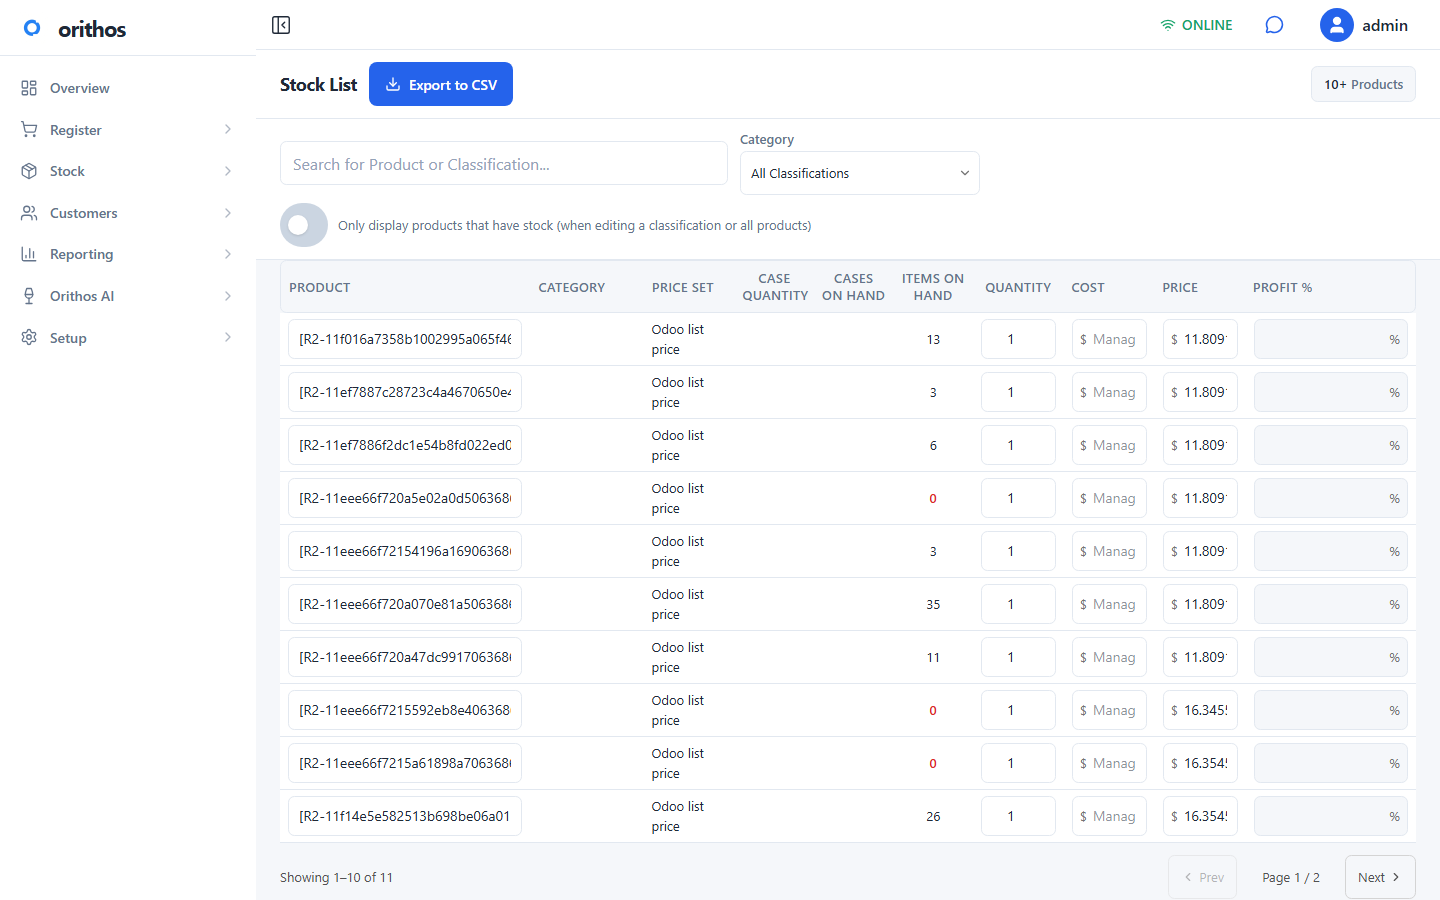 orithos
ONLINE
admin
Overview
Register
Stock
Customers
Reporting
Orithos AI
Setup
Stock List
Export to CSV
10+ Products
Category
Search for Product or Classification...
All Classifications
Only display products that have stock (when editing a classification or all products)
PRODUCT CATEGORY PRICE SET CASE QUANTITY CASES ON HAND ITEMS ON HAND QUANTITY COST PRICE PROFIT %
[R2-11f016a7358b1002995a065f46 Odoo list price 13 1 $ Manag $ 11.809 %
[R2-11ef7887c28723c4a4670650e4 Odoo list price 3 1 $ Manag $ 11.809 %
[R2-11ef7886f2dc1e54b8fd022ed0 Odoo list price 6 1 $ Manag $ 11.809 %
[R2-11eee66f720a5e02a0d5063686 Odoo list price 0 1 $ Manag $ 11.809 %
[R2-11eee66f72154196a169063686 Odoo list price 3 1 $ Manag $ 11.809 %
[R2-11eee66f720a070e81a5063686 Odoo list price 35 1 $ Manag $ 11.809 %
[R2-11eee66f720a47dc9917063686 Odoo list price 11 1 $ Manag $ 11.809 %
[R2-11eee66f7215592eb8e406368 Odoo list price 0 1 $ Manag $ 16.345 %
[R2-11eee66f7215a61898a7063686 Odoo list price 0 1 $ Manag $ 16.354 %
[R2-11f14e5e582513b698be06a01 Odoo list price 26 1 $ Manag $ 16.354 %
Showing 1–10 of 11
Prev
Page 1 / 2
Next